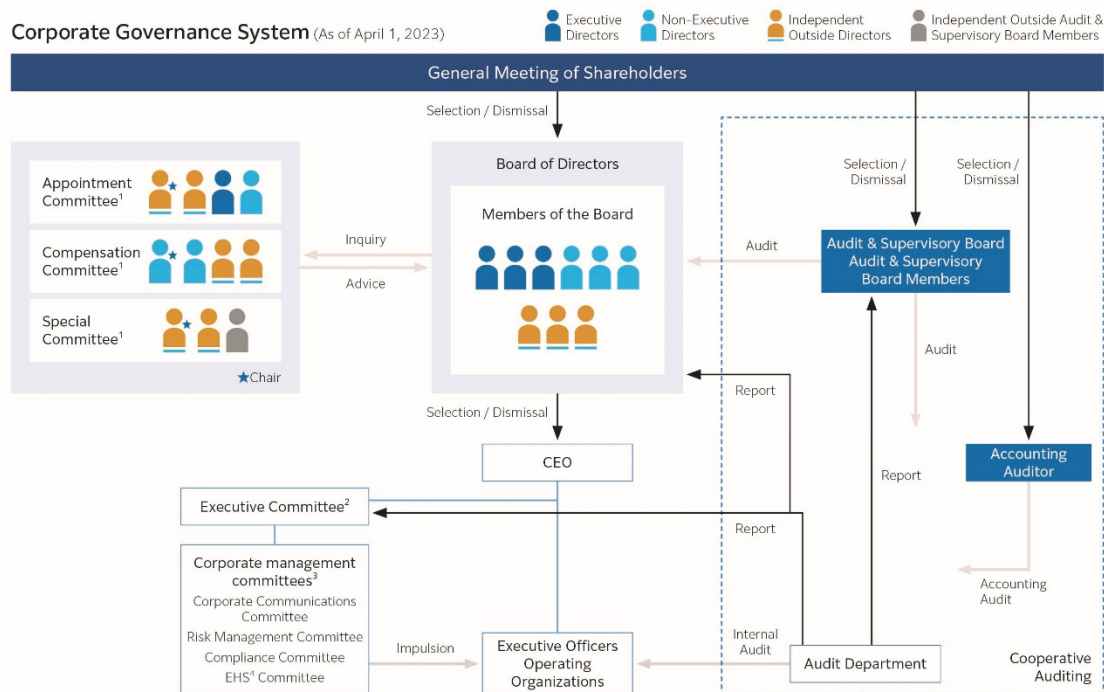 Corporate Governance System (As of April 1, 2023)
Executive
Directors
Non-Executive
Directors
Independent
Outside Directors
Independent Outside Audit &
Supervisory Board Members
General Meeting of Shareholders
Selection / Dismissal
Selection /
Dismissal
Selection /
Dismissal
Appointment
Committee¹
Compensation
Committee¹
Special
Committee¹
★Chair
Inquiry
Advice
Board of Directors
Members of the Board
Audit
Audit & Supervisory Board
Audit & Supervisory
Board Members
Audit
Report
Selection / Dismissal
CEO
Accounting
Auditor
Report
Executive Committee²
Report
Corporate management
committees³
Corporate Communications
Committee
Risk Management Committee
Compliance Committee
EHS⁴ Committee
Impulsion
Executive Officers
Operating
Organizations
Internal
Audit
Audit Department
Accounting
Audit
Cooperative
Auditing